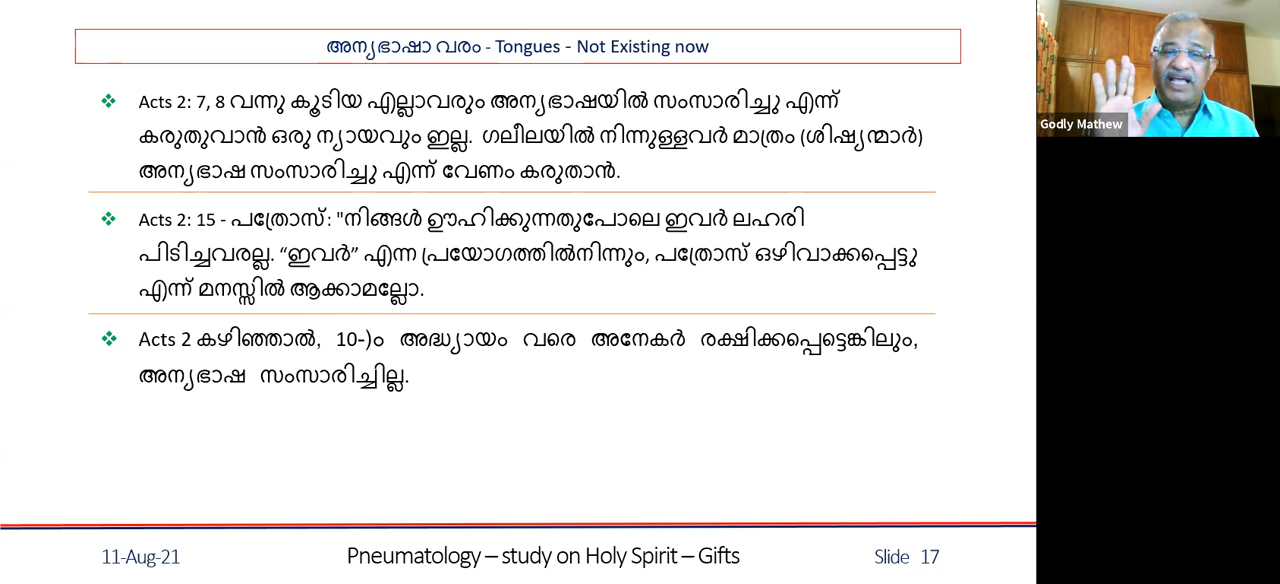 അന്യഭാഷാ വരം - Tongues - Not Existing now
Acts 2: 7, 8 വന്നു കൂടിയ എല്ലാവരും അന്യഭാഷയിൽ സംസാരിച്ചു എന്ന്
കരുതുവാൻ ഒരു ന്യായവും ഇല്ല. ഗലീലയിൽ നിന്നുള്ളവർ മാത്രം (ശിഷ്യന്മാർ)
അന്യഭാഷ സംസാരിച്ചു എന്ന് വേണം കരുതാൻ.
Acts 2: 15 - പത്രോസ്: "നിങ്ങൾ ഊഹിക്കുന്നതുപോലെ ഇവർ ലഹരി
പിടിച്ചവരല്ല. “ഇവർ” എന്ന പ്രയോഗത്തിൽനിന്നും, പത്രോസ് ഒഴിവാക്കപ്പെട്ടു
എന്ന് മനസ്സിൽ ആക്കാമല്ലോ.
Acts 2 കഴിഞ്ഞാൽ, 10-)ം അദ്ധ്യായം വരെ അനേകർ രക്ഷിക്കപ്പെട്ടെങ്കിലും,
അന്യഭാഷ സംസാരിച്ചില്ല.
11-Aug-21 Pneumatology – study on Holy Spirit – Gifts Slide 17
Godly Mathew